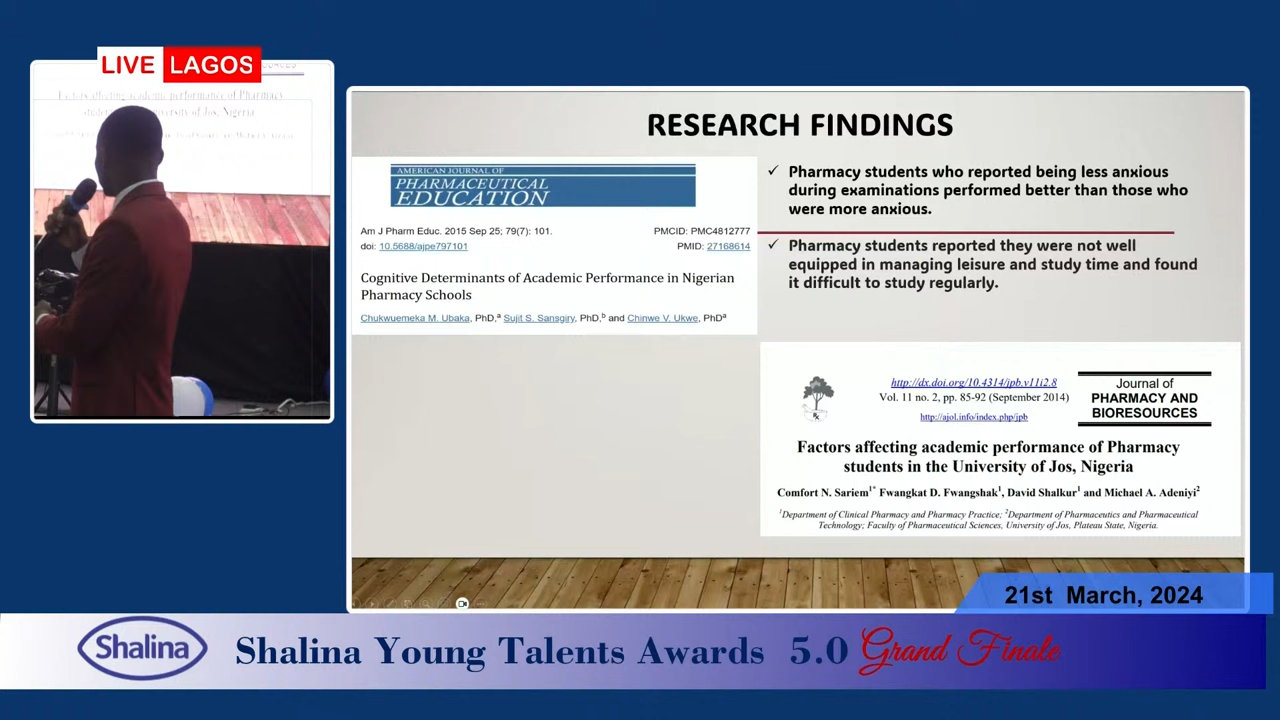 LIVE LAGOS
Factors affecting academic performance of Pharmacy
RESEARCH FINDINGS
AMERICAN JOURNAL OF
PHARMACEUTICAL
EDUCATION
Am J Pharm Educ. 2015 Sep 25; 79(7): 101.
PMCID: PMC4812777
doi: 10.5688/ajpe797101
PMID: 27168614
Cognitive Determinants of Academic Performance in Nigerian
Pharmacy Schools
Chukwuemeka M. Ubaka, PhD,ª Sujit S. Sansgiry, PhD,ᵇ and Chinwe V. Ukwe, PhDª
✓ Pharmacy students who reported being less anxious
during examinations performed better than those who
were more anxious.
✓ Pharmacy students reported they were not well
equipped in managing leisure and study time and found
it difficult to study regularly.
http://dx.doi.org/10.4314/jpb.v11i2.8
Vol. 11 no. 2, pp. 85-92 (September 2014)
http://ajol.info/index.php/jpb
Journal of
PHARMACY AND
BIORESOURCES
Factors affecting academic performance of Pharmacy
students in the University of Jos, Nigeria
Comfort N. Sariem¹* Fwangkat D. Fwangshak¹, David Shalkur¹ and Michael A. Adeniyi²
¹Department of Clinical Pharmacy and Pharmacy Practice; ²Department of Pharmaceutics and Pharmaceutical
Technology; Faculty of Pharmaceutical Sciences, University of Jos, Plateau State, Nigeria.
21st March, 2024
Shalina
Shalina Young Talents Awards 5.0 Grand Finale